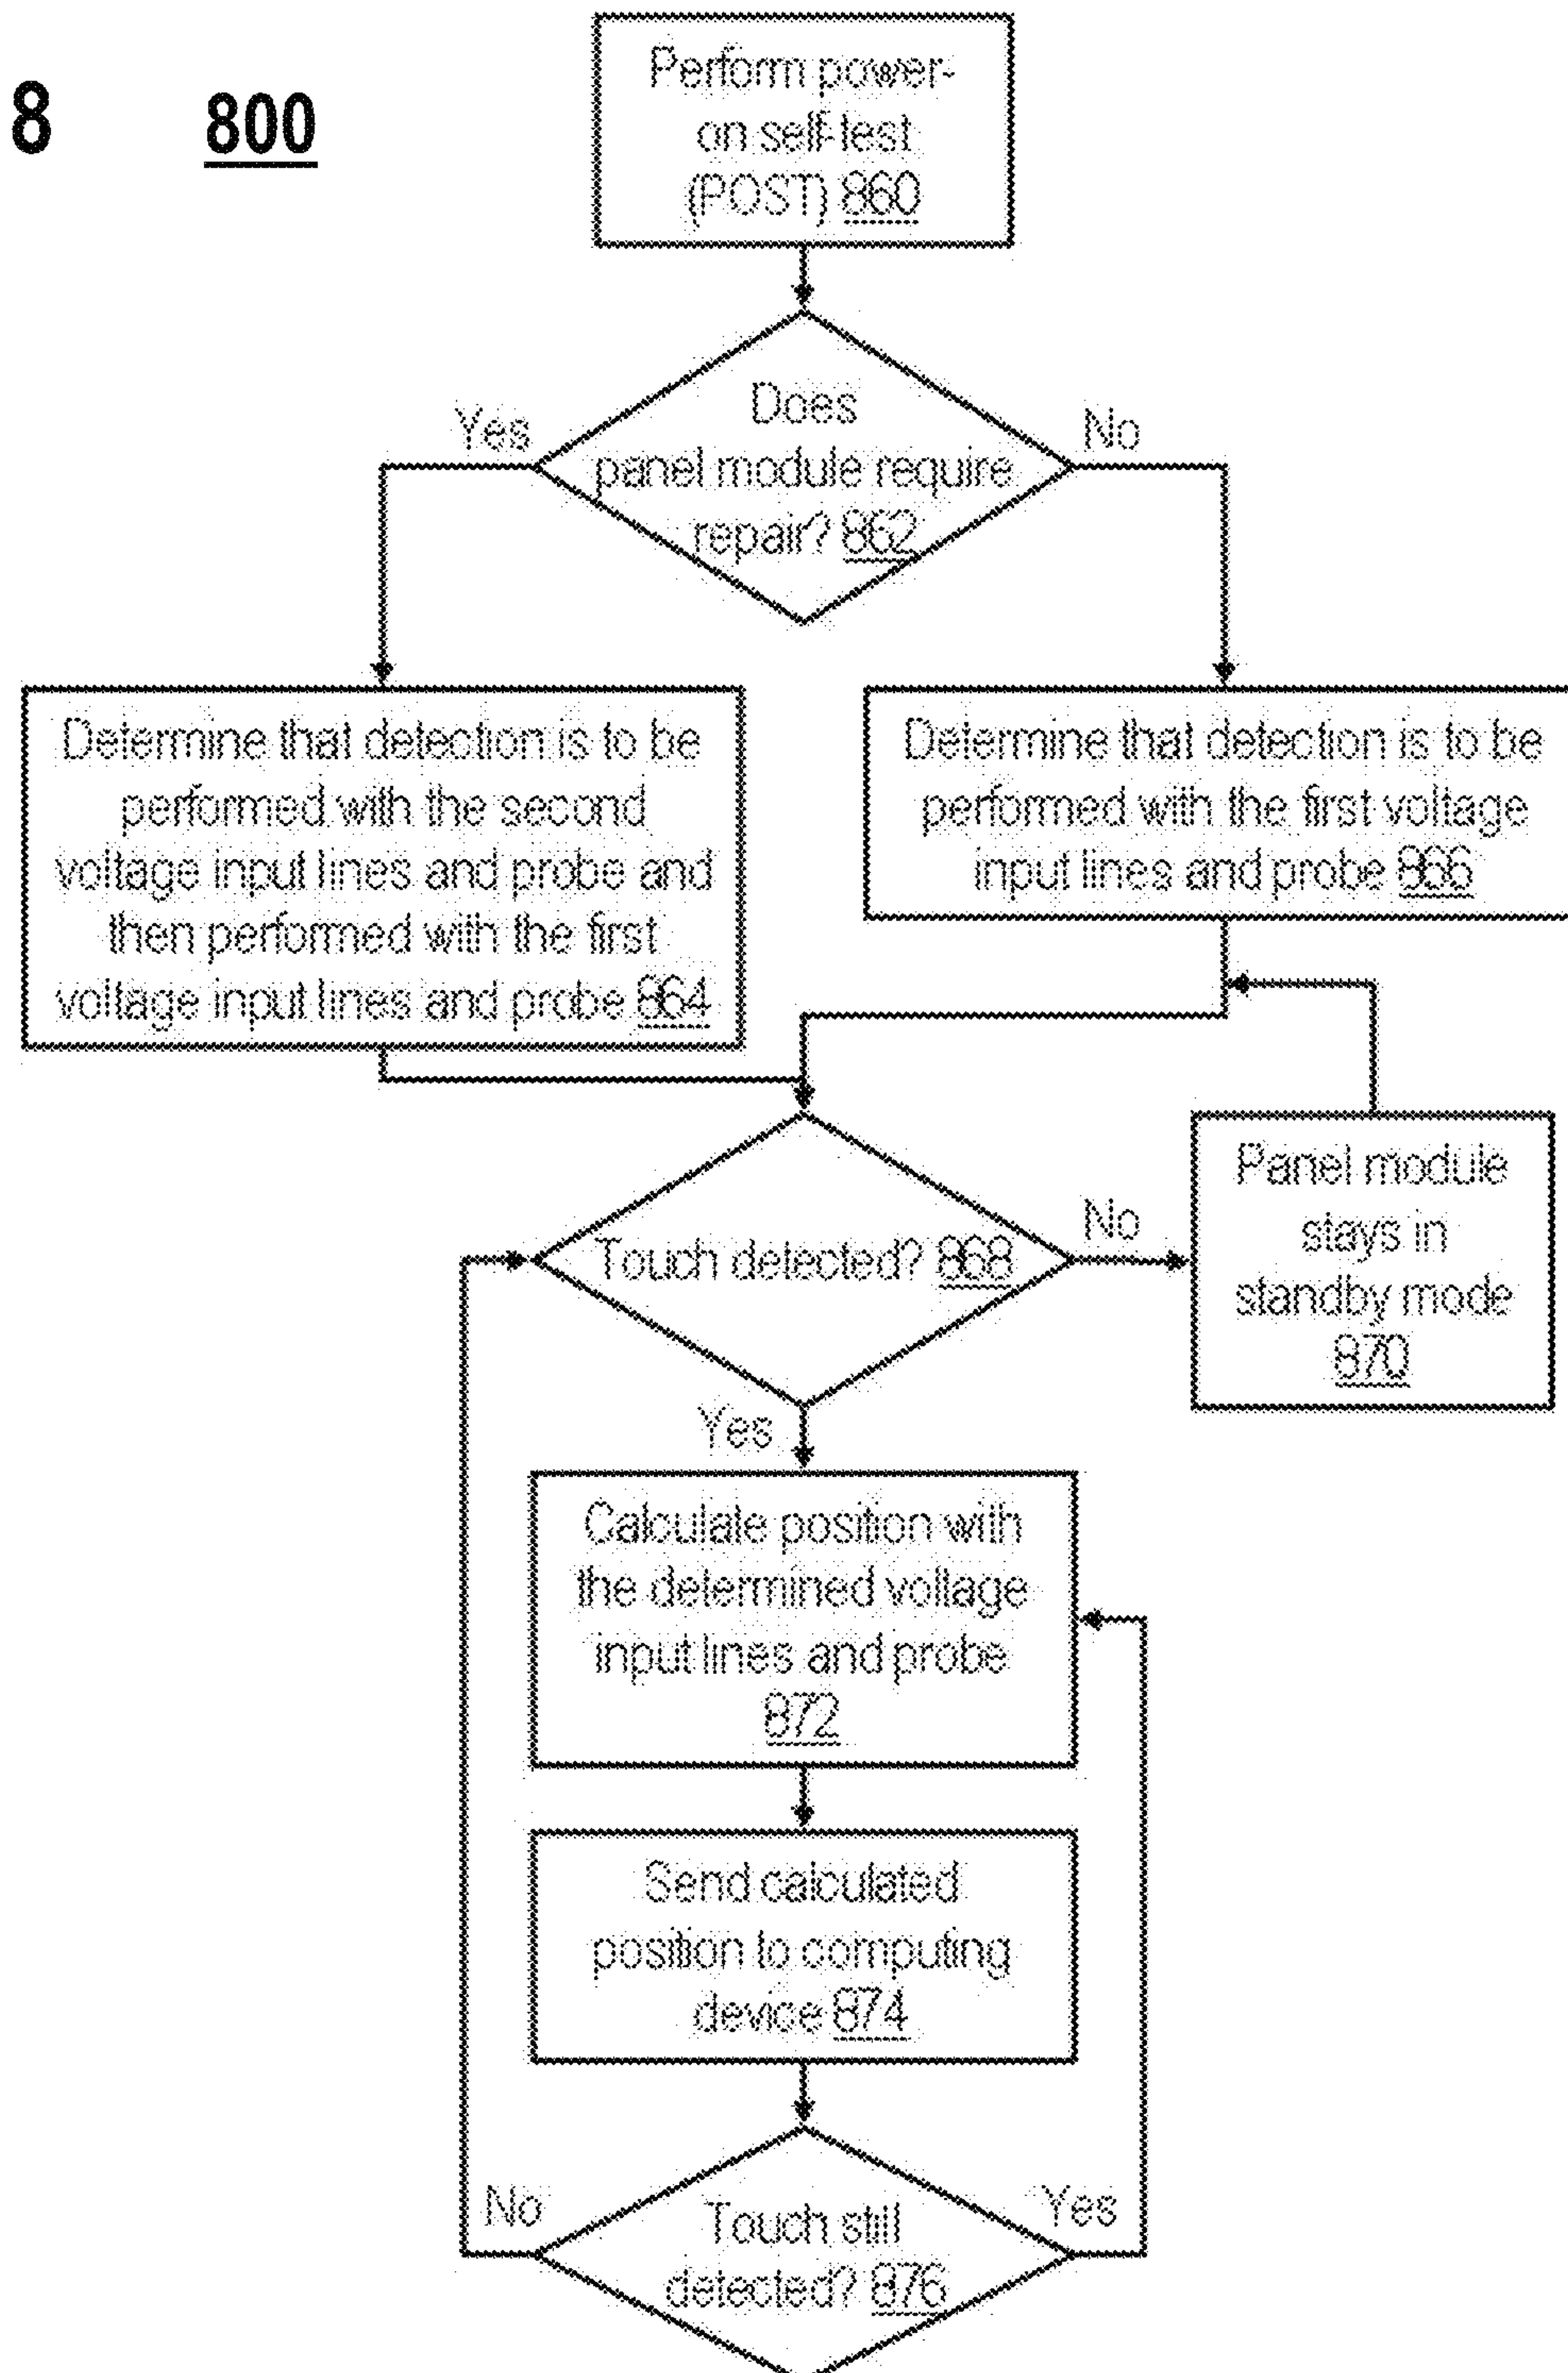 8 800
Perform power-
on self-test
(POST) 860
Does
panel module require
repair? 862
Yes
No
Determine that detection is to be
performed with the second
voltage input lines and probe and
then performed with the first
voltage input lines and probe 864
Determine that detection is to be
performed with the first voltage
input lines and probe 866
Touch detected? 868
No
Panel module
stays in
standby mode
870
Yes
Calculate position with
the determined voltage
input lines and probe
872
Send calculated
position to computing
device 874
No
Yes
Touch still
detected? 876